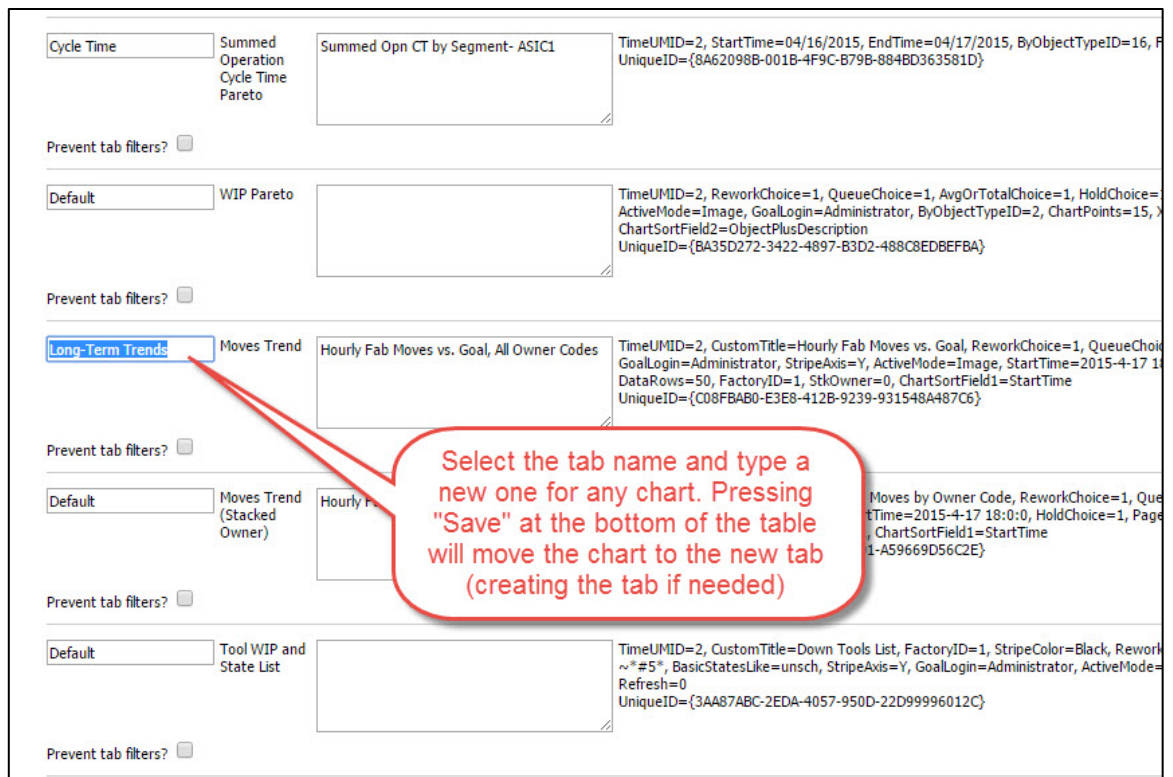 Cycle Time
Summed
Operation
Cycle Time
Pareto
Summed Opn CT by Segment- ASIC1
TimeUMID=2, StartTime=04/16/2015, EndTime=04/17/2015, ByObjectTypeID=16, F
UniqueID={8A62098B-001B-4F9C-B79B-884BD363581D}
Prevent tab filters?
Default
WIP Pareto
TimeUMID=2, ReworkChoice=1, QueueChoice=1, AvgOrTotalChoice=1, HoldChoice=1
ActiveMode=Image, GoalLogin=Administrator, ByObjectTypeID=2, ChartPoints=15, X
ChartSortField2=ObjectPlusDescription
UniqueID={BA35D272-3422-4897-B3D2-488C8EDBEFBA}
Prevent tab filters?
Long-Term Trends
Moves Trend
Hourly Fab Moves vs. Goal, All Owner Codes
TimeUMID=2, CustomTitle=Hourly Fab Moves vs. Goal, ReworkChoice=1, QueueChoic
GoalLogin=Administrator, StripeAxis=Y, ActiveMode=Image, StartTime=2015-4-17 18
DataRows=50, FactoryID=1, StkOwner=0, ChartSortField1=StartTime
UniqueID={C08FBAB0-E3E8-412B-9239-931548A487C6}
Prevent tab filters?
Default
Moves Trend
(Stacked
Owner)
Hourly F
Moves by Owner Code, ReworkChoice=1, Que
tTime=2015-4-17 18:0:0, HoldChoice=1, Page
, ChartSortField1=StartTime
1-A59669D56C2E}
Select the tab name and type a
new one for any chart. Pressing
"Save" at the bottom of the table
will move the chart to the new tab
(creating the tab if needed)
Prevent tab filters?
Default
Tool WIP and
State List
TimeUMID=2, CustomTitle=Down Tools List, FactoryID=1, StripeColor=Black, Rework
~*#5*, BasicStatesLike=unsch, StripeAxis=Y, GoalLogin=Administrator, ActiveMode=
Refresh=0
UniqueID={3AA87ABC-2EDA-4057-950D-22D99996012C}
Prevent tab filters?